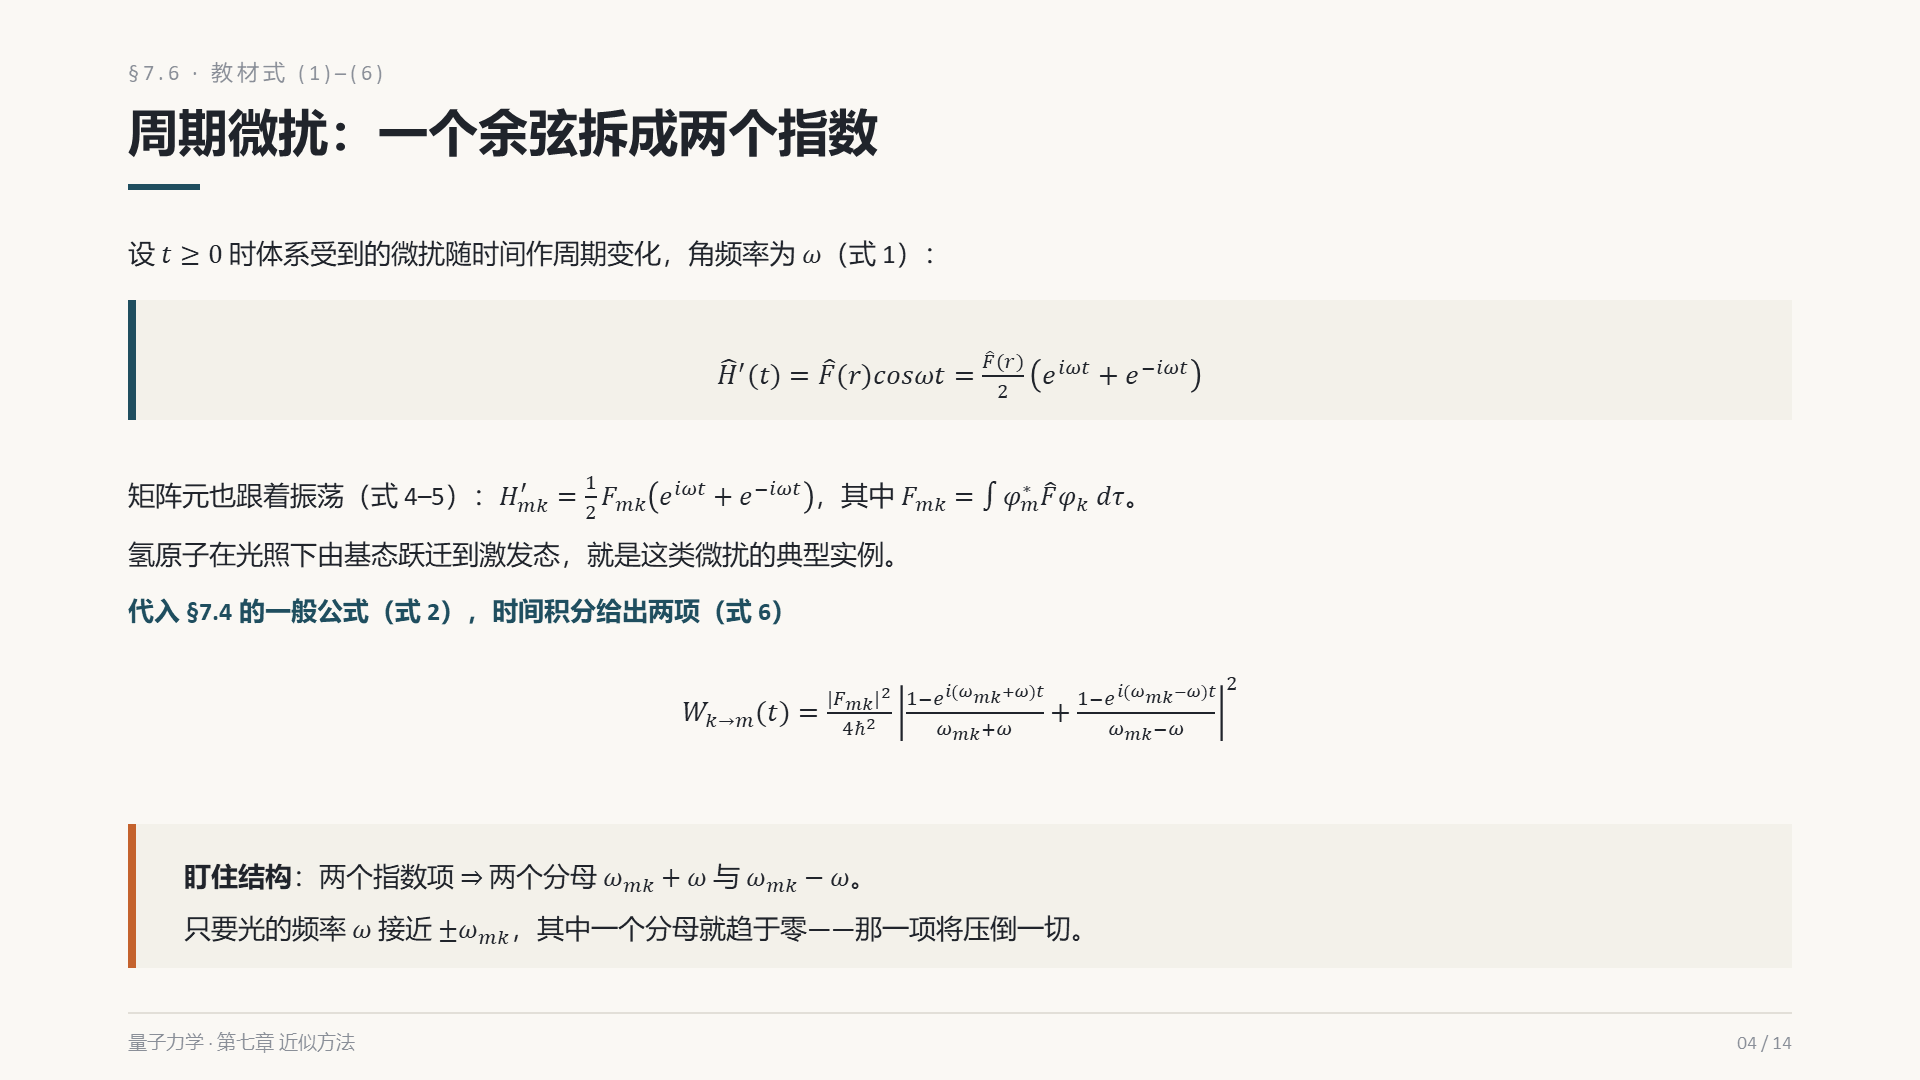 §7.6 · 教材式 (1)–(6)
周期微扰：一个余弦拆成两个指数
设 t ≥ 0 时体系受到的微扰随时间作周期变化，角频率为 ω（式 1）：
Ĥ′(t) = F̂(r)cosωt = F̂(r)/2 (e^{iωt} + e^{−iωt})
矩阵元也跟着振荡（式 4–5）：H′_{mk} = 1/2 F_{mk}(e^{iωt} + e^{−iωt})，其中 F_{mk} = ∫ φ_m^* F̂ φ_k dτ。
氢原子在光照下由基态跃迁到激发态，就是这类微扰的典型实例。
代入 §7.4 的一般公式（式 2），时间积分给出两项（式 6）
W_{k→m}(t) = |F_{mk}|²/4ħ² |(1−e^{i(ω_{mk}+ω)t})/(ω_{mk}+ω) + (1−e^{i(ω_{mk}−ω)t})/(ω_{mk}−ω)|²
盯住结构：两个指数项 ⇒ 两个分母 ω_{mk} + ω 与 ω_{mk} − ω。
只要光的频率 ω 接近 ±ω_{mk}，其中一个分母就趋于零——那一项将压倒一切。
量子力学 · 第七章 近似方法
04 / 14